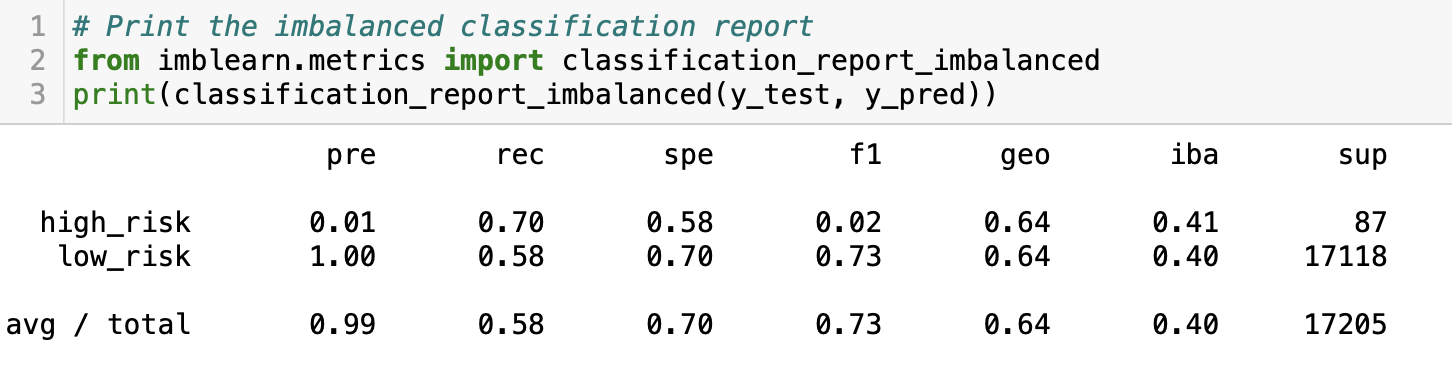 1 # Print the imbalanced classification report
2 from imblearn.metrics import classification_report_imbalanced
3 print(classification_report_imbalanced(y_test, y_pred))
pre rec spe f1 geo iba sup
high_risk 0.01 0.70 0.58 0.02 0.64 0.41 87
low_risk 1.00 0.58 0.70 0.73 0.64 0.40 17118
avg / total 0.99 0.58 0.70 0.73 0.64 0.40 17205